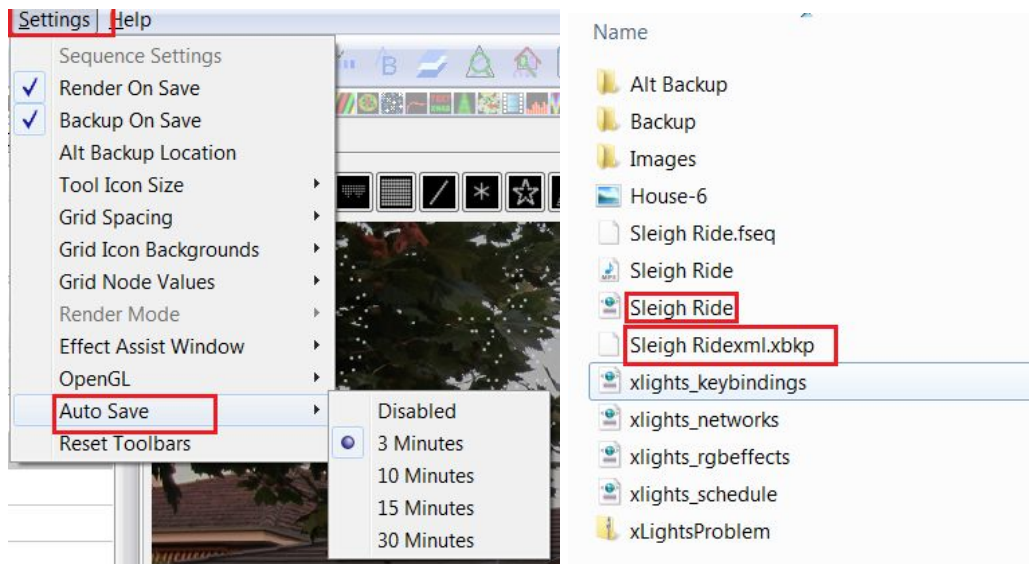 Settings Help
Sequence Settings
Render On Save
Backup On Save
Alt Backup Location
Tool Icon Size
Grid Spacing
Grid Icon Backgrounds
Grid Node Values
Render Mode
Effect Assist Window
OpenGL
Auto Save
Reset Toolbars
Disabled
3 Minutes
10 Minutes
15 Minutes
30 Minutes
Name
Alt Backup
Backup
Images
House-6
Sleigh Ride.fseq
Sleigh Ride
Sleigh Ride
Sleigh Ridexml.xbkp
xlights_keybindings
xlights_networks
xlights_rgbeffects
xlights_schedule
xLightsProblem